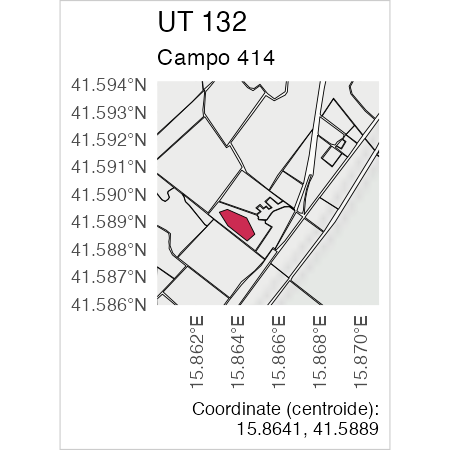 UT 132
Campo 414
41.594°N
41.593°N
41.592°N
41.591°N
41.590°N
41.589°N
41.588°N
41.587°N
41.586°N
15.862°E
15.864°E
15.866°E
15.868°E
15.870°E
Coordinate (centroide):
15.8641, 41.5889